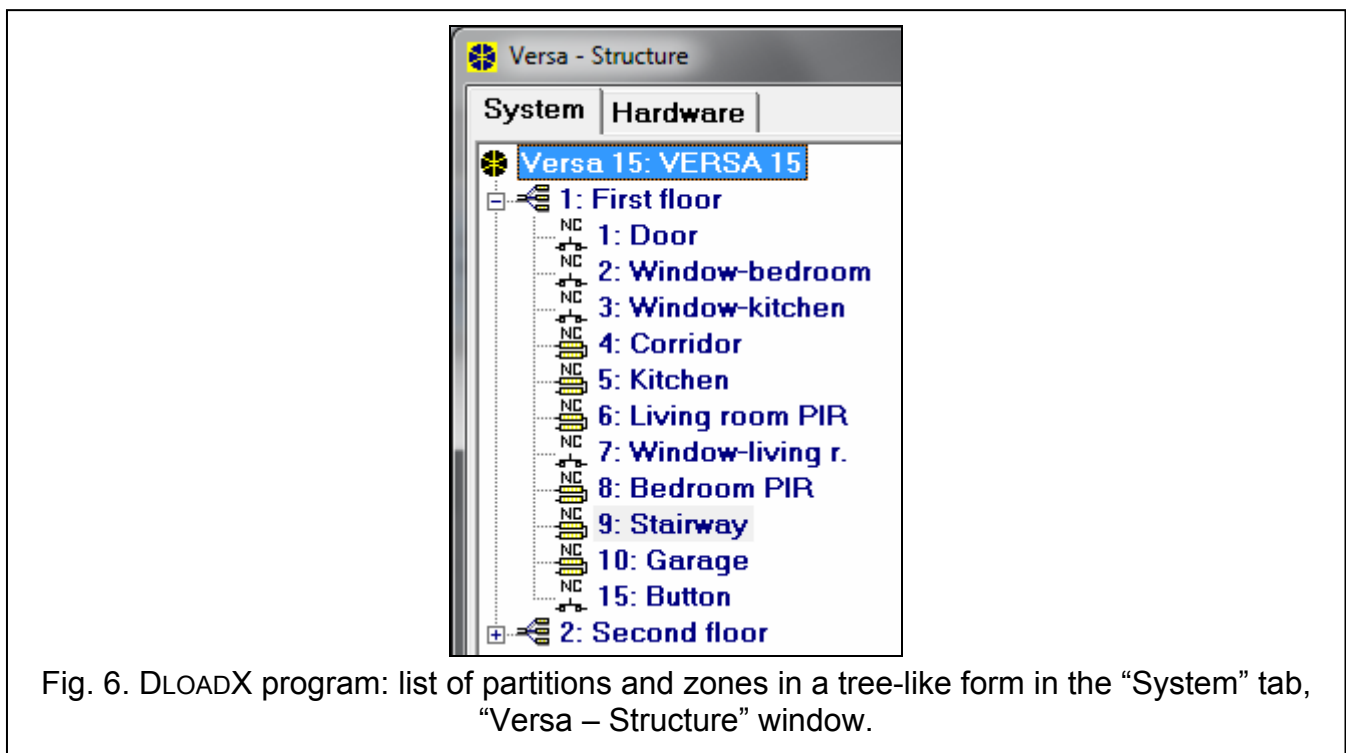 Versa - Structure
System Hardware
Versa 15: VERSA 15
1: First floor
NC
1: Door
NC
2: Window-bedroom
NC
3: Window-kitchen
NC
4: Corridor
NC
5: Kitchen
NC
6: Living room PIR
NC
7: Window-living r.
NC
8: Bedroom PIR
NC
9: Stairway
NC
10: Garage
NC
15: Button
2: Second floor
Fig. 6. DLOADX program: list of partitions and zones in a tree-like form in the “System” tab,
“Versa – Structure” window.